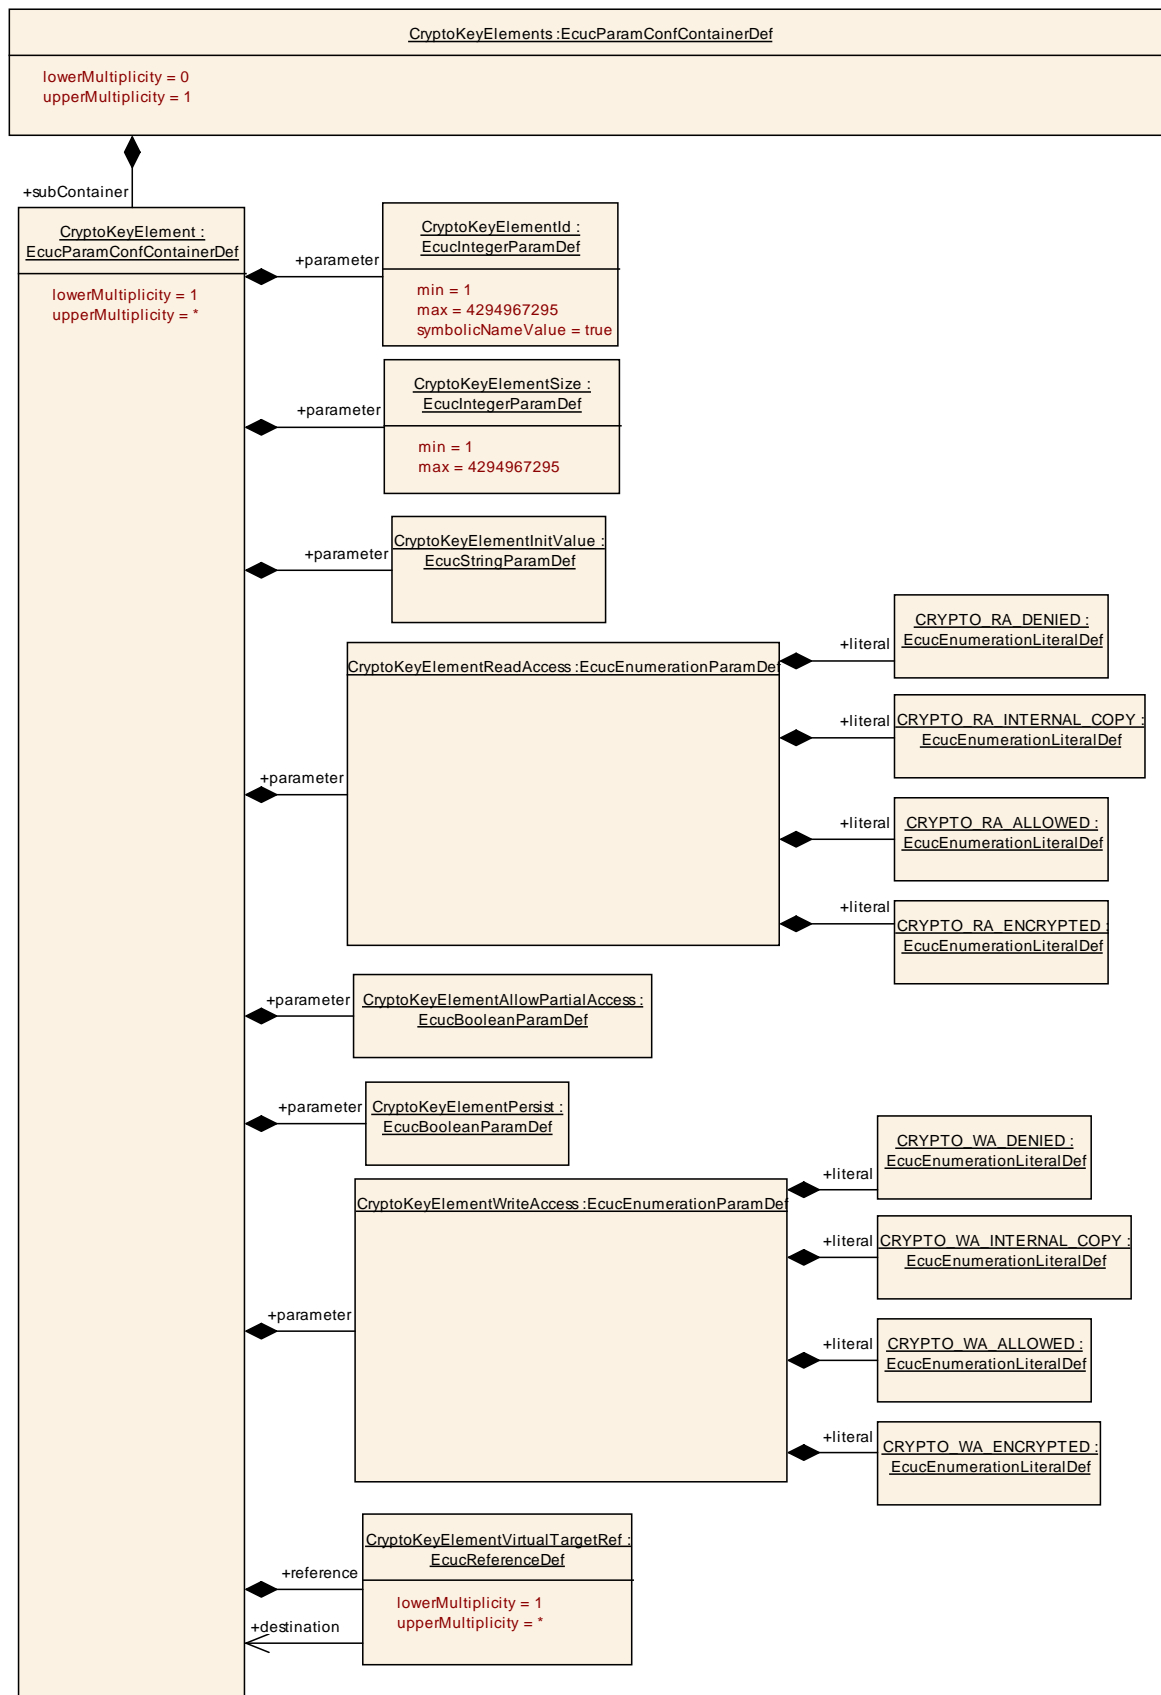 CryptoKeyElements :EcucParamConfContainerDef
lowerMultiplicity = 0
upperMultiplicity = 1
+subContainer
CryptoKeyElement :
EcucParamConfContainerDef
lowerMultiplicity = 1
upperMultiplicity = *
+parameter
CryptoKeyElementId :
EcucIntegerParamDef
min = 1
max = 4294967295
symbolicNameValue = true
+parameter
CryptoKeyElementSize :
EcucIntegerParamDef
min = 1
max = 4294967295
+parameter
CryptoKeyElementInitValue :
EcucStringParamDef
+parameter
CryptoKeyElementReadAccess :EcucEnumerationParamDef
+literal
CRYPTO_RA_DENIED :
EcucEnumerationLiteralDef
+literal
CRYPTO_RA_INTERNAL_COPY :
EcucEnumerationLiteralDef
+literal
CRYPTO_RA_ALLOWED :
EcucEnumerationLiteralDef
+literal
CRYPTO_RA_ENCRYPTED :
EcucEnumerationLiteralDef
+parameter
CryptoKeyElementAllowPartialAccess :
EcucBooleanParamDef
+parameter
CryptoKeyElementPersist :
EcucBooleanParamDef
+parameter
CryptoKeyElementWriteAccess :EcucEnumerationParamDef
+literal
CRYPTO_WA_DENIED :
EcucEnumerationLiteralDef
+literal
CRYPTO_WA_INTERNAL_COPY :
EcucEnumerationLiteralDef
+literal
CRYPTO_WA_ALLOWED :
EcucEnumerationLiteralDef
+literal
CRYPTO_WA_ENCRYPTED :
EcucEnumerationLiteralDef
+reference
CryptoKeyElementVirtualTargetRef :
EcucReferenceDef
lowerMultiplicity = 1
upperMultiplicity = *
+destination